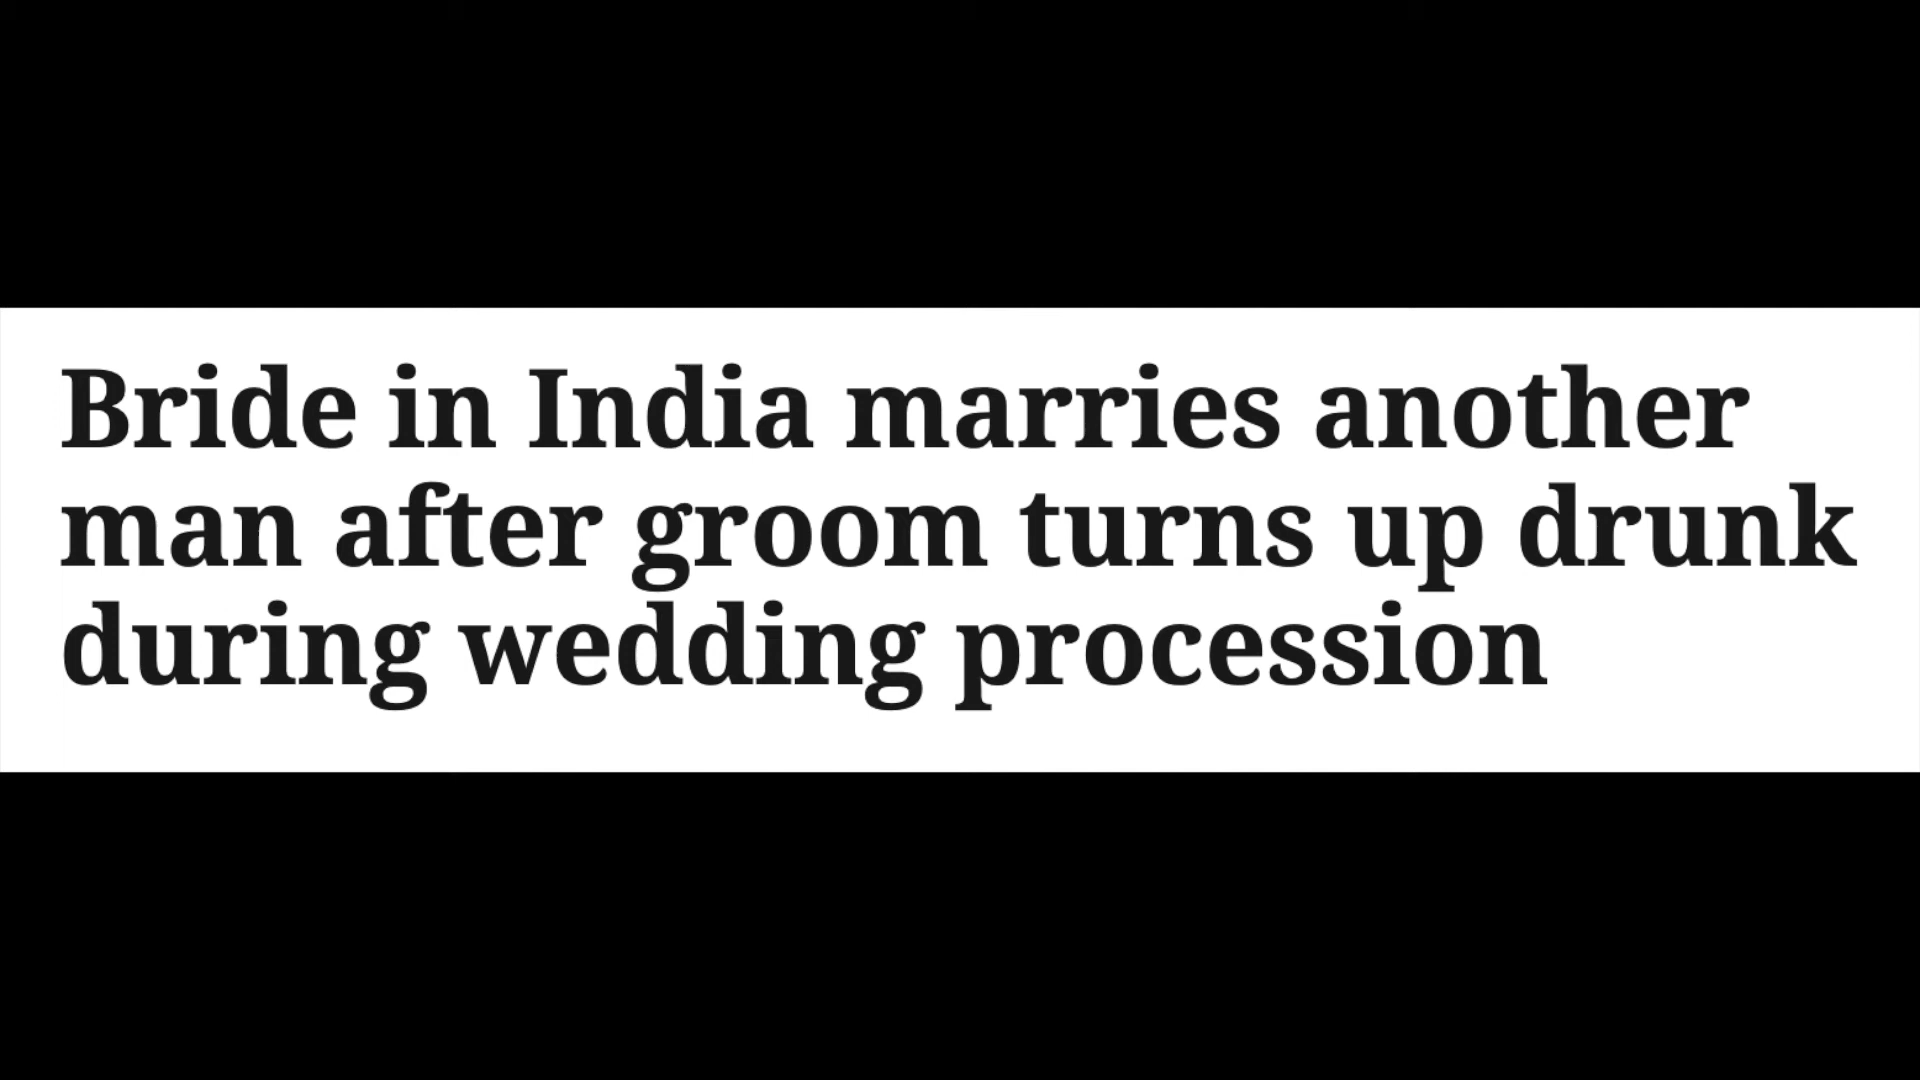 Bride in India marries another
man after groom turns up drunk
during wedding procession